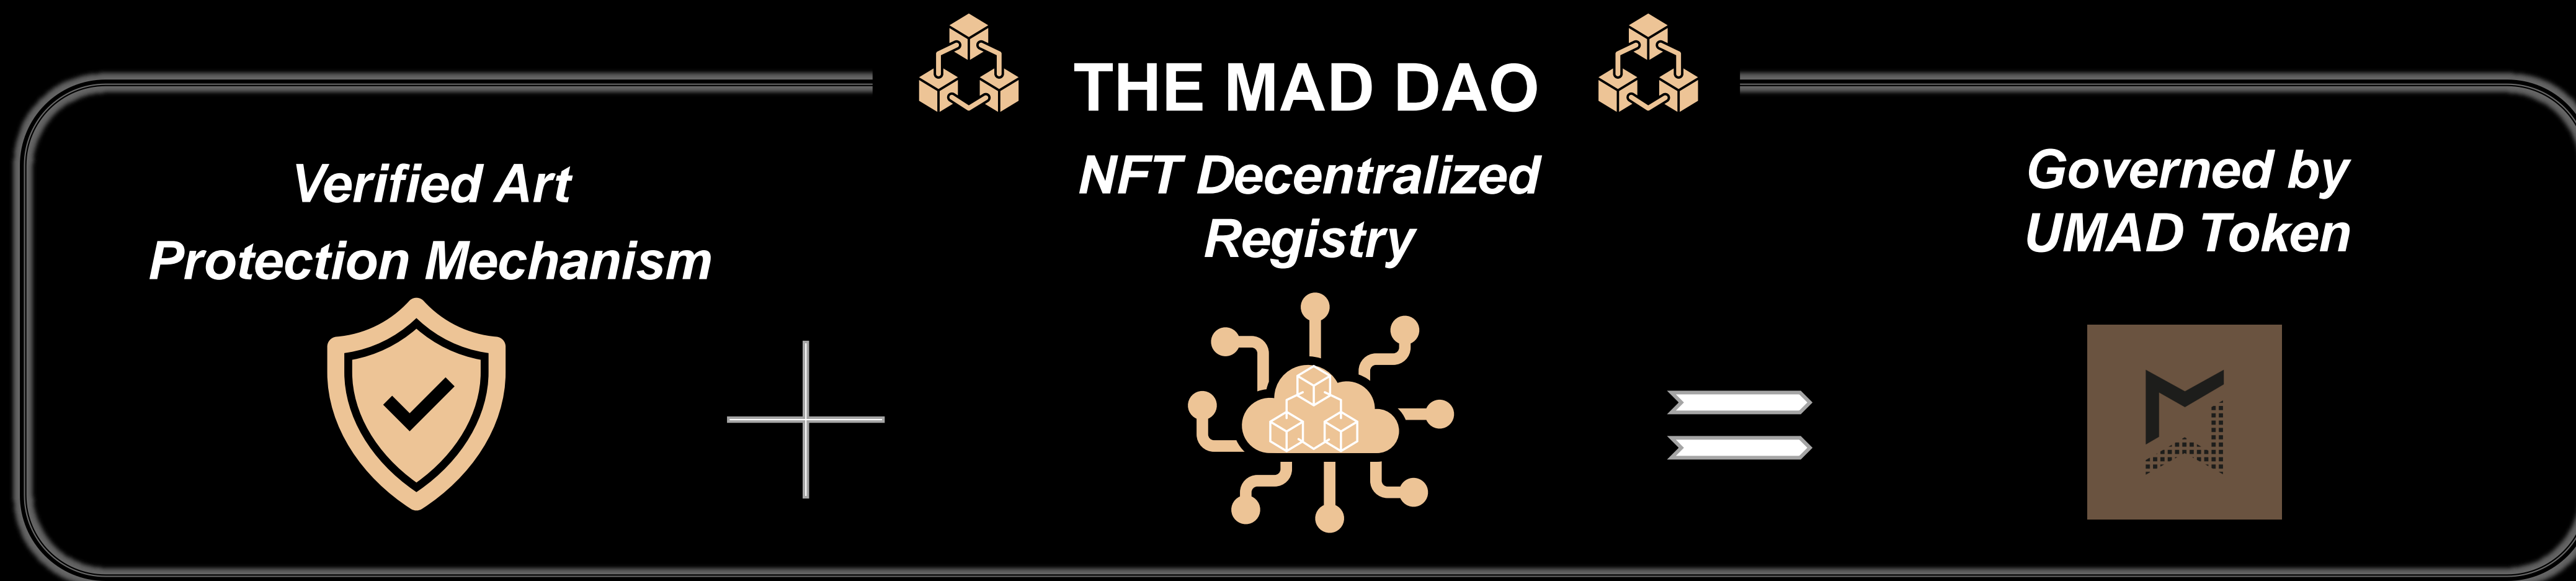 THE MAD DAO
Verified Art
Protection Mechanism
NFT Decentralized
Registry
Governed by
UMAD Token